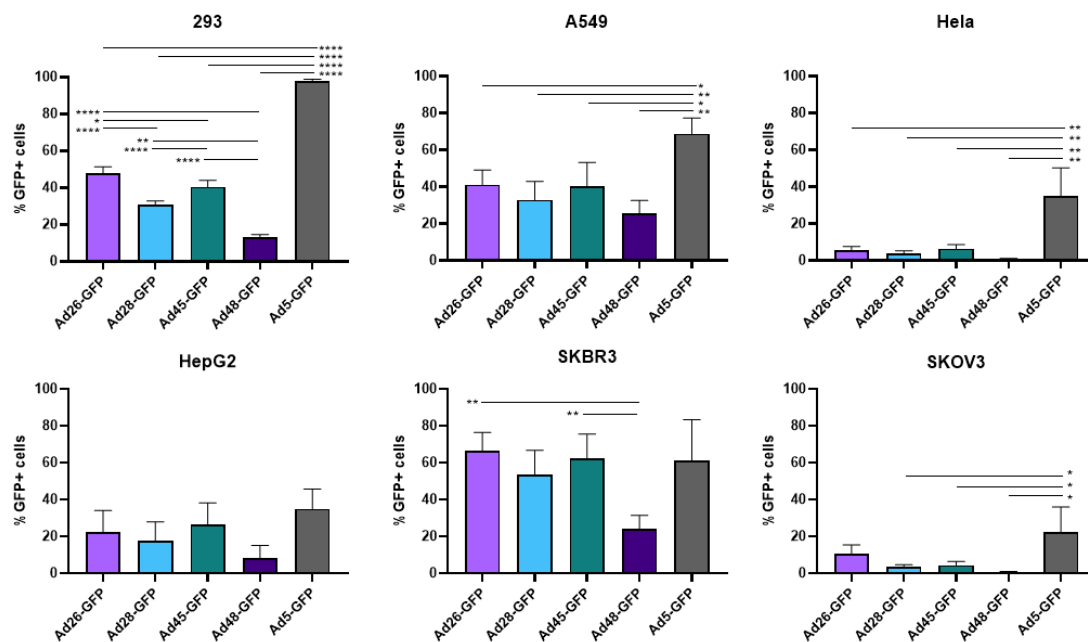 293
****
****
****
****
****
*
****
**
****
****
% GFP+ cells
100
80
60
40
20
0
Ad26-GFP
Ad28-GFP
Ad45-GFP
Ad48-GFP
Ad5-GFP
A549
*
**
*
**
% GFP+ cells
100
80
60
40
20
0
Ad26-GFP
Ad28-GFP
Ad45-GFP
Ad48-GFP
Ad5-GFP
Hela
**
**
**
**
% GFP+ cells
100
80
60
40
20
0
Ad26-GFP
Ad28-GFP
Ad45-GFP
Ad48-GFP
Ad5-GFP
HepG2
% GFP+ cells
100
80
60
40
20
0
Ad26-GFP
Ad28-GFP
Ad45-GFP
Ad48-GFP
Ad5-GFP
SKBR3
**
**
% GFP+ cells
100
80
60
40
20
0
Ad26-GFP
Ad28-GFP
Ad45-GFP
Ad48-GFP
Ad5-GFP
SKOV3
*
*
*
% GFP+ cells
100
80
60
40
20
0
Ad26-GFP
Ad28-GFP
Ad45-GFP
Ad48-GFP
Ad5-GFP